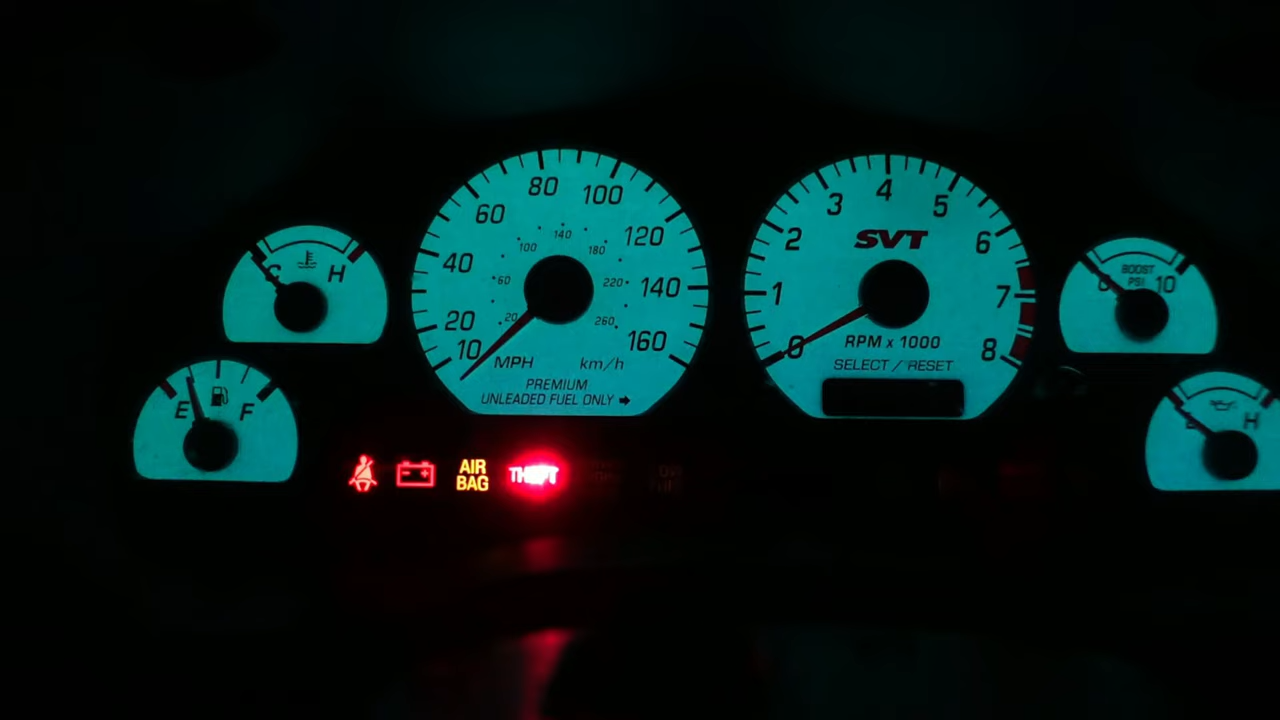 80
100
60
120
40
140
20
160
10
140
100
180
60
220
20
260
MPH
km/h
PREMIUM
UNLEADED FUEL ONLY
4
3
5
2
6
SVT
1
7
0
8
RPM x 1000
SELECT / RESET
C
H
E
F
BOOST
PSI
0
10
H
AIR
BAG
THEFT